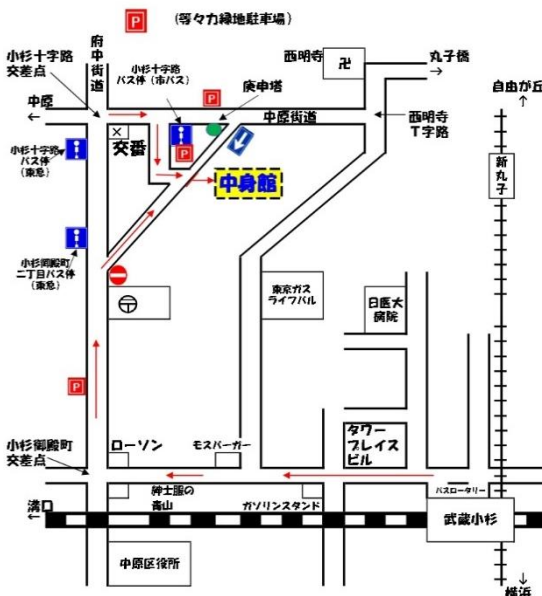 P
(等々力緑地駐車場)
小杉十字路
交差点
府中
街道
小杉十字路
バス停(市バス)
P
庚申塔
西明寺
卍
丸子橋
→
自由が丘
中原
←
中原街道
西明寺
T字路
交番
P
小杉十字路
バス停
(東急)
中身館
新丸子
小杉御殿町
二丁目バス停
(東急)
〒
東京ガス
ライフバル
日医大
病院
P
小杉御殿町
交差点
ローソン
モスバーガー
タワー
プレイス
ビル
紳士服の
青山
ガソリンスタンド
バスロータリー
溝口
←
武蔵小杉
中原区役所
横浜